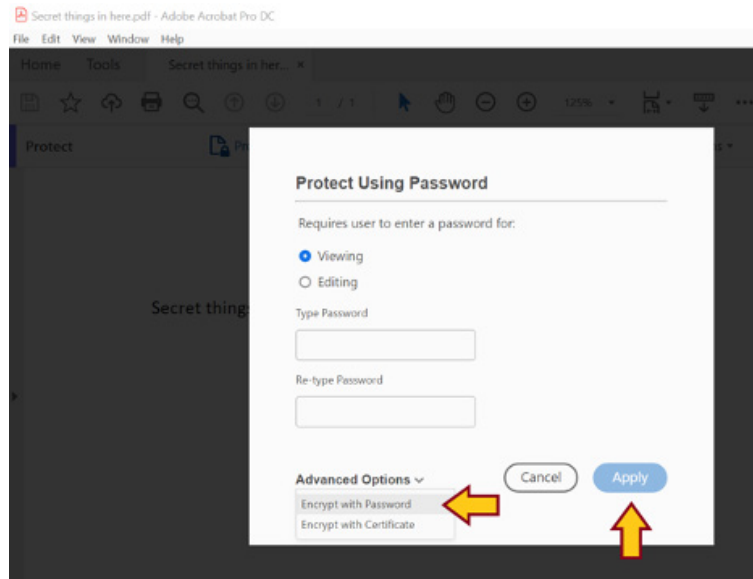 Secret things in here.pdf - Adobe Acrobat Pro DC
File Edit View Window Help
Home Tools Secret things in her... ×
1 / 1 125%
Protect
Protect Using Password
Requires user to enter a password for:
Viewing
Editing
Secret thing
Type Password
Re-type Password
Advanced Options
Cancel
Apply
Encrypt with Password
Encrypt with Certificate